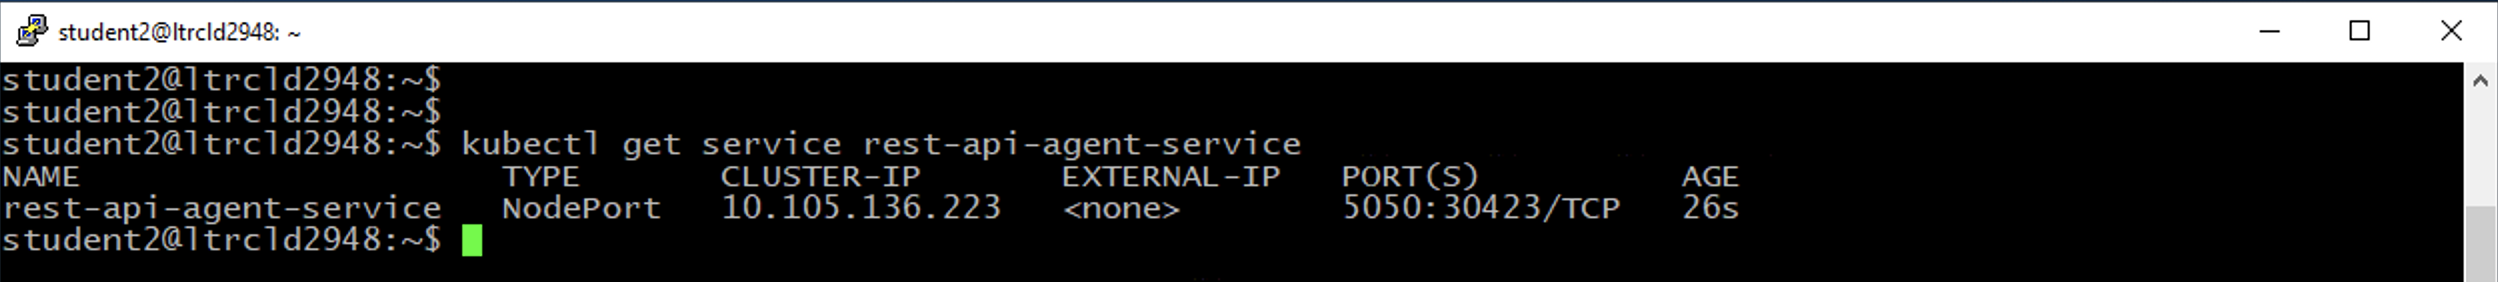 student2@ltrcld2948: ~
student2@ltrcld2948:~$
student2@ltrcld2948:~$
student2@ltrcld2948:~$ kubectl get service rest-api-agent-service
NAME TYPE CLUSTER-IP EXTERNAL-IP PORT(S) AGE
rest-api-agent-service NodePort 10.105.136.223 <none> 5050:30423/TCP 26s
student2@ltrcld2948:~$